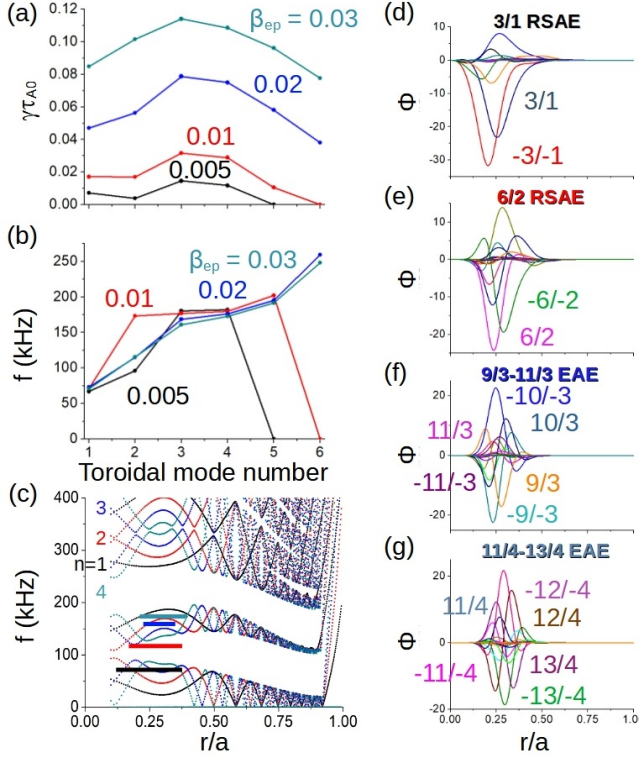 (a)
0.12
0.10
0.08
0.06
0.04
0.02
0.00
γτA0
βep = 0.03
0.02
0.01
0.005
(b)
250
200
150
100
50
0
f (kHz)
βep = 0.03
0.01
0.02
0.005
1 2 3 4 5 6
Toroidal mode number
(c)
400
300
200
100
0
f (kHz)
3
2
n=1
4
0.00 0.25 0.50 0.75 1.00
r/a
(d)
3/1 RSAE
10
0
-10
-20
-30
Φ
3/1
-3/-1
(e)
6/2 RSAE
10
0
-10
-20
Φ
-6/-2
6/2
(f)
9/3-11/3 EAE
20
10
0
-10
-20
Φ
-10/-3
11/3
10/3
-11/-3
9/3
-9/-3
(g)
11/4-13/4 EAE
20
10
0
-10
-20
Φ
-12/-4
11/4
12/4
-11/-4
13/4
-13/-4
0.00 0.25 0.50 0.75 1.00
r/a